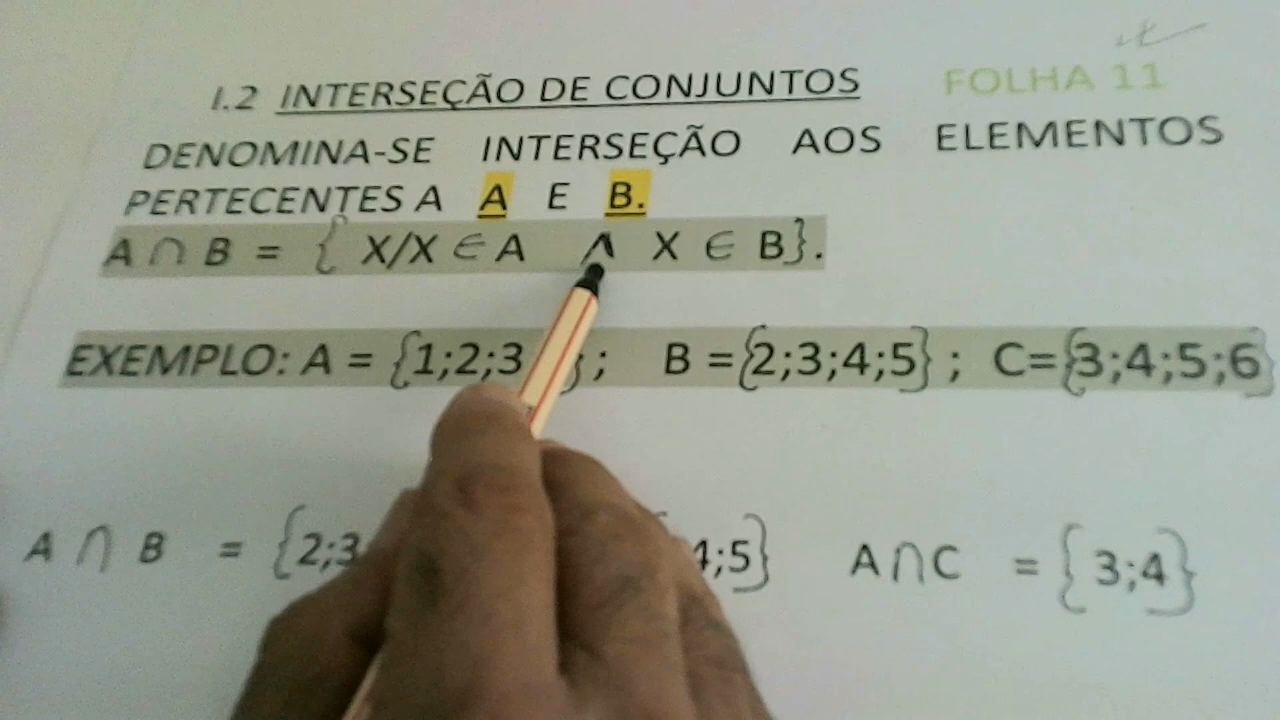 1.2 INTERSEÇÃO DE CONJUNTOS FOLHA 11
DENOMINA-SE INTERSEÇÃO AOS ELEMENTOS
PERTECENTES A A E B.
A ∩ B = { X/X ∈ A ∧ X ∈ B}.
EXEMPLO: A = {1;2;3 }; B ={2;3;4;5} ; C={3;4;5;6}
A ∩ B = {2;3 4;5} A∩C = {3;4}